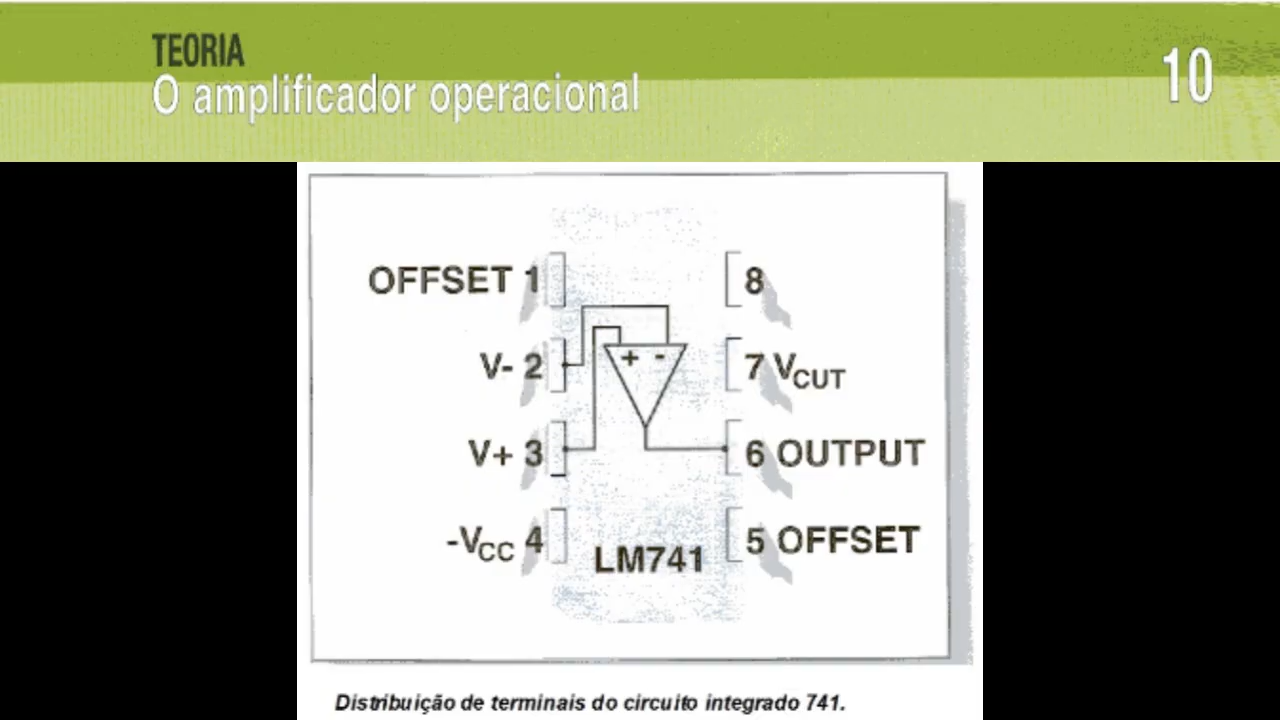 TEORIA
O amplificador operacional
10
OFFSET 1
8
V- 2
+ -
7 VCUT
V+ 3
6 OUTPUT
-VCC 4
LM741
5 OFFSET
Distribuição de terminais do circuito integrado 741.